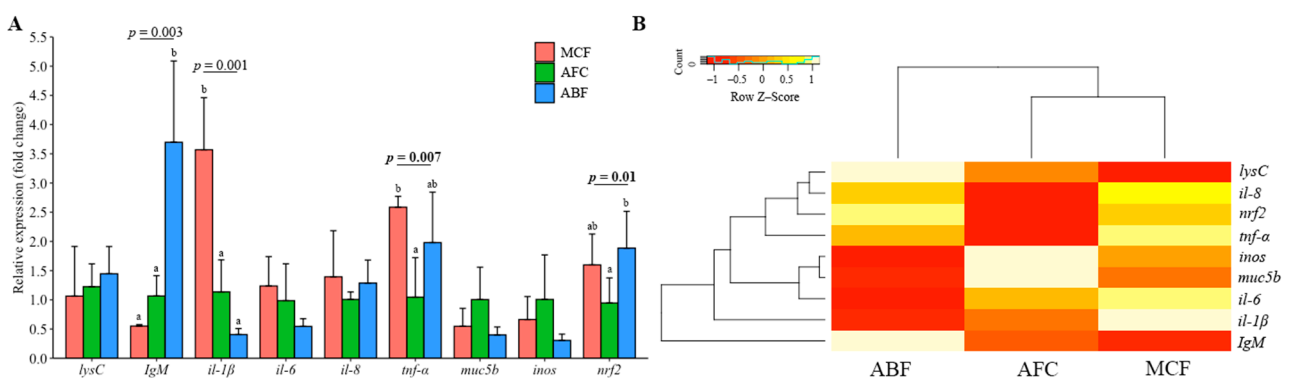 A
B
p = 0.003
p = 0.001
p = 0.007
p = 0.01
MCF
AFC
ABF
Relative expression (fold change)
5.5
5.0
4.5
4.0
3.5
3.0
2.5
2.0
1.5
1.0
0.5
0.0
a a b
b a a
b a ab
ab a b
lysC IgM il-1β il-6 il-8 tnf-α muc5b inos nrf2
Count
0
−1 −0.5 0 0.5 1
Row Z−Score
lysC
il-8
nrf2
tnf-α
inos
muc5b
il-6
il-1β
IgM
ABF AFC MCF